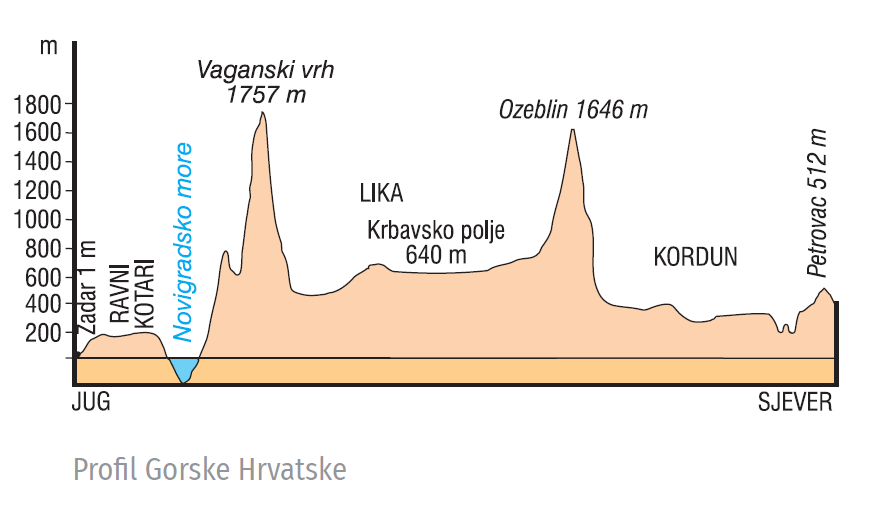 m
Vaganski vrh
1757 m
Ozeblin 1646 m
1800
1600
1400
1200
1000
800
600
400
200
Zadar 1 m
RAVNI
KOTARI
Novigradsko more
LIKA
Krbavsko polje
640 m
KORDUN
Petrovac 512 m
JUG
SJEVER
Profil Gorske Hrvatske